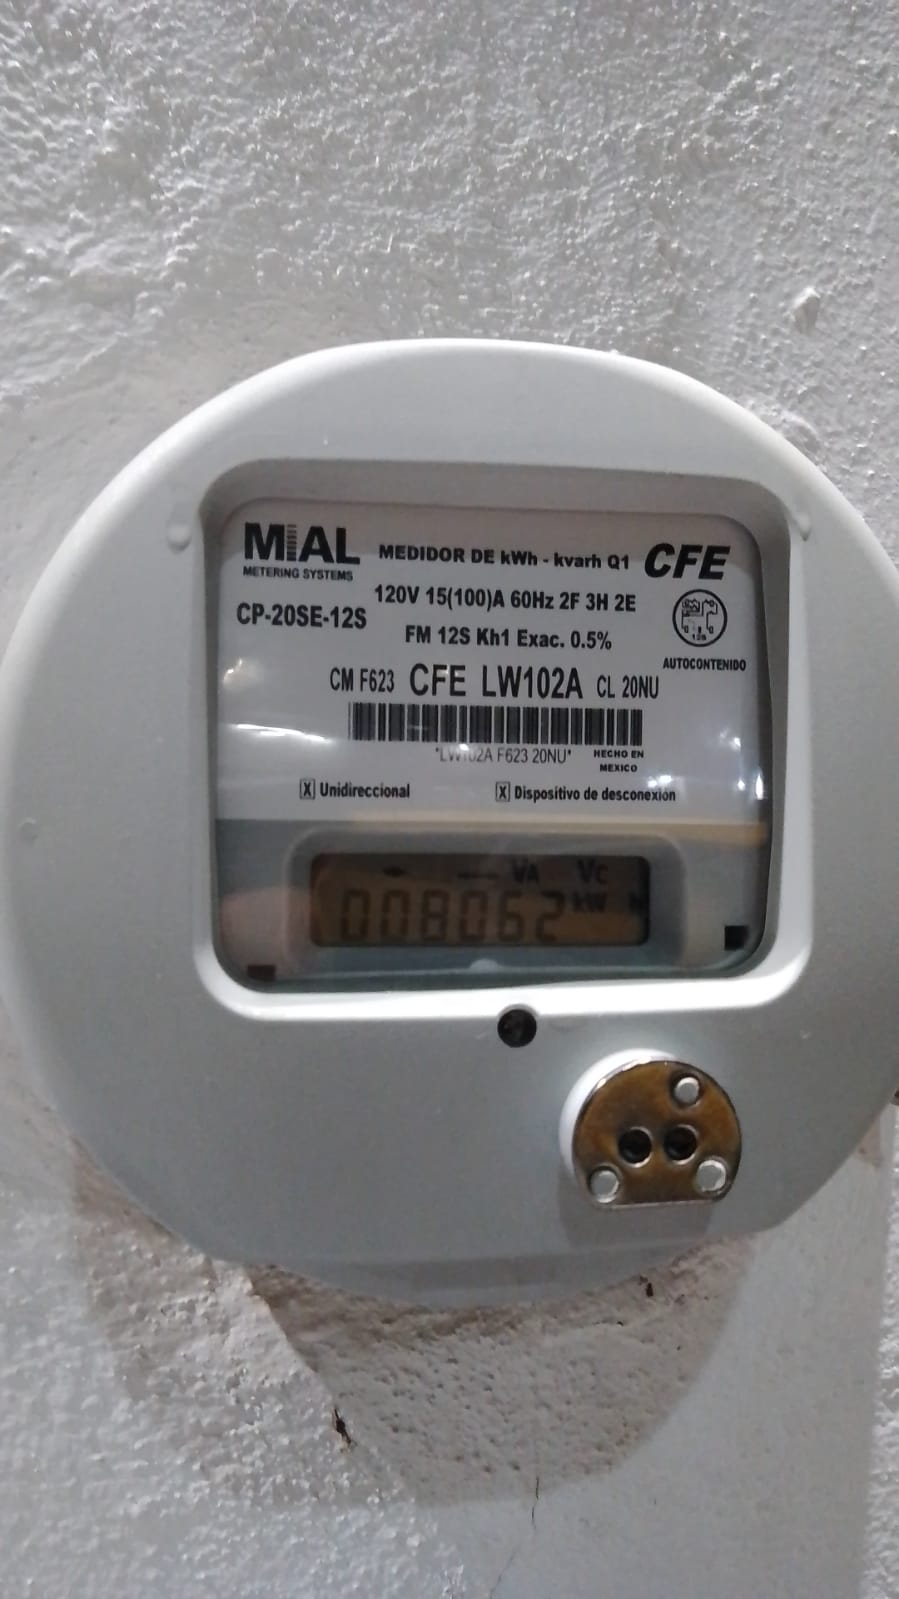 MIAL
METERING SYSTEMS
MEDIDOR DE kWh - kvarh Q1
CFE
CP-20SE-12S
120V 15(100)A 60Hz 2F 3H 2E
FM 12S Kh1 Exac. 0.5%
12S
AUTOCONTENIDO
CM F623 CFE LW102A CL 20NU
*LW102A F623 20NU*
HECHO EN
MEXICO
X Unidireccional
X Dispositivo de desconexión
VA VC
008062 kW